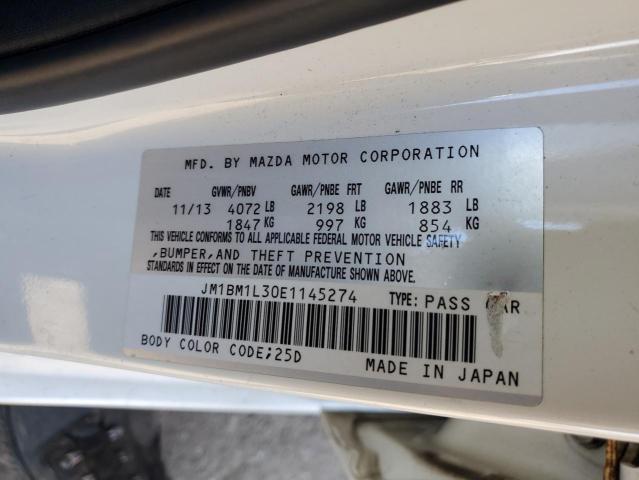 MFD. BY MAZDA MOTOR CORPORATION
DATE GVWR/PNBV GAWR/PNBE FRT GAWR/PNBE RR
11/13 4072 LB 2198 LB 1883 LB
1847 KG 997 KG 854 KG
THIS VEHICLE CONFORMS TO ALL APPLICABLE FEDERAL MOTOR VEHICLE SAFETY
,BUMPER,AND THEFT PREVENTION
STANDARDS IN EFFECT ON THE DATE OF MANUFACTURE SHOWN ABOVE.
JM1BM1L30E1145274 TYPE: PASS CAR
BODY COLOR CODE;25D MADE IN JAPAN